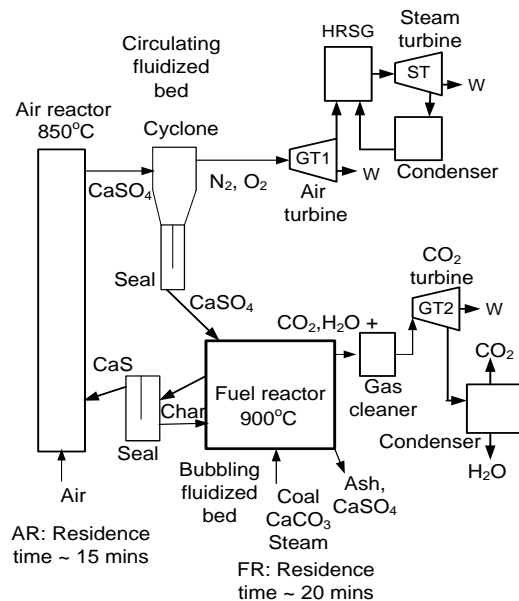 Circulating
fluidized
bed
HRSG
Steam
turbine
ST
W
Condenser
Air reactor
850°C
Cyclone
CaSO₄
N₂, O₂
GT1
W
Air
turbine
Seal
CaSO₄
CO₂
turbine
CO₂,H₂O +
GT2
W
Gas
cleaner
CO₂
Condenser
H₂O
CaS
Char
Seal
Fuel reactor
900°C
Bubbling
fluidized
bed
Ash,
CaSO₄
Coal
CaCO₃
Steam
Air
AR: Residence
time ~ 15 mins
FR: Residence
time ~ 20 mins